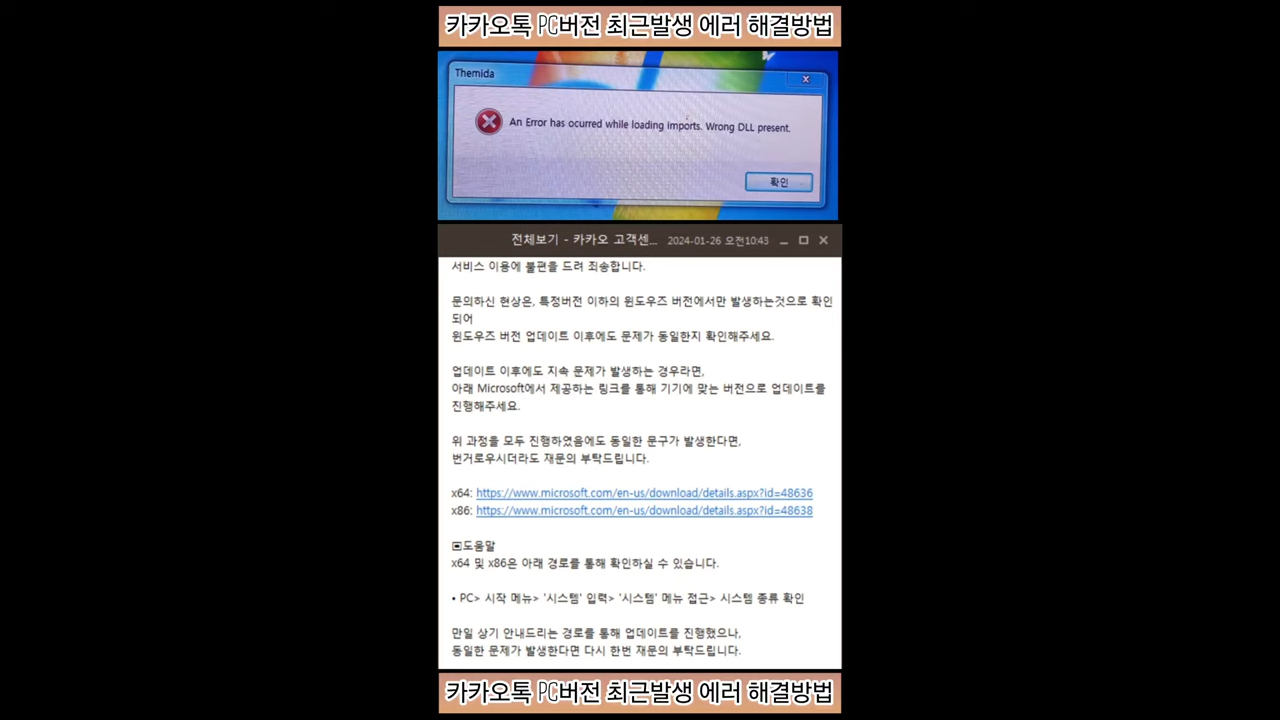 카카오톡 PC버전 최근발생 에러 해결방법
Themida
An Error has ocurred while loading imports. Wrong DLL present.
확인
전체보기 - 카카오 고객센... 2024-01-26 오전10:43
서비스 이용에 불편을 드려 죄송합니다.
문의하신 현상은, 특정버전 이하의 윈도우즈 버전에서만 발생하는것으로 확인
되어
윈도우즈 버전 업데이트 이후에도 문제가 동일한지 확인해주세요.
업데이트 이후에도 지속 문제가 발생하는 경우라면,
아래 Microsoft에서 제공하는 링크를 통해 기기에 맞는 버전으로 업데이트를
진행해주세요.
위 과정을 모두 진행하였음에도 동일한 문구가 발생한다면,
번거로우시더라도 재문의 부탁드립니다.
x64: https://www.microsoft.com/en-us/download/details.aspx?id=48636
x86: https://www.microsoft.com/en-us/download/details.aspx?id=48638
▣도움말
x64 및 x86은 아래 경로를 통해 확인하실 수 있습니다.
• PC> 시작 메뉴> '시스템' 입력> '시스템' 메뉴 접근> 시스템 종류 확인
만일 상기 안내드리는 경로를 통해 업데이트를 진행했으나,
동일한 문제가 발생한다면 다시 한번 재문의 부탁드립니다.
카카오톡 PC버전 최근발생 에러 해결방법